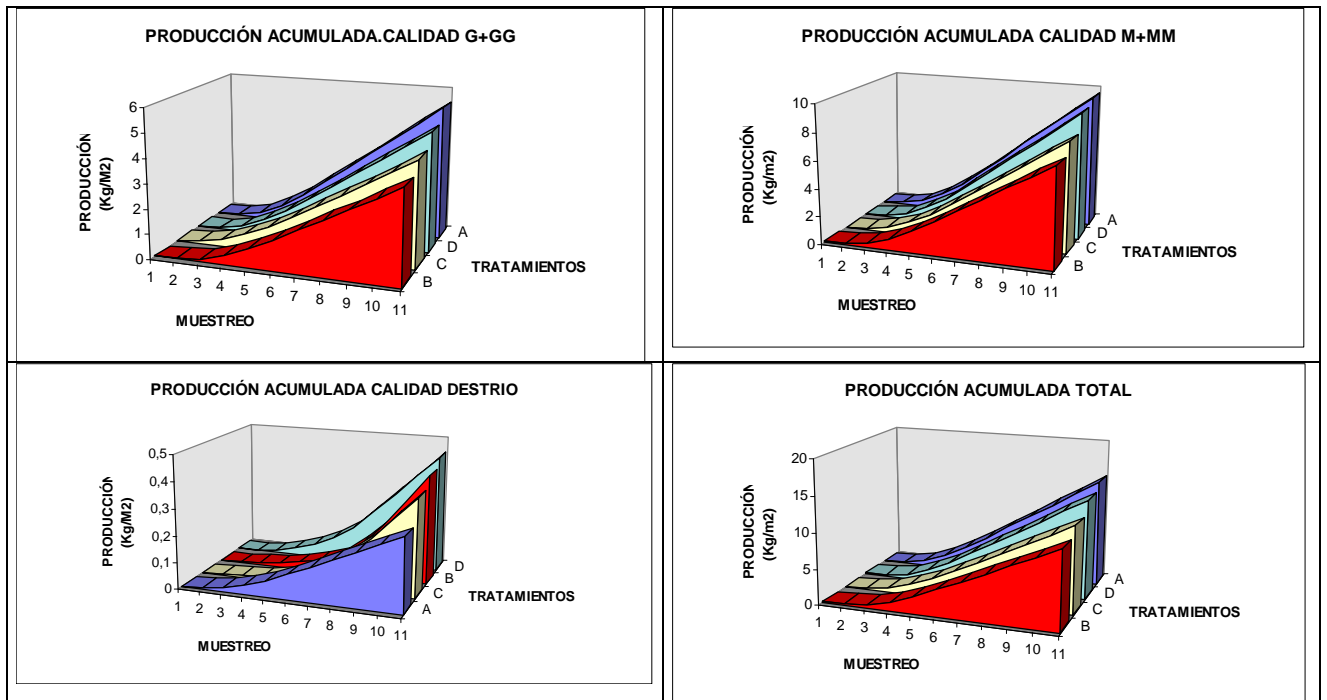 PRODUCCIÓN ACUMULADA.CALIDAD G+GG
PRODUCCIÓN
(Kg/M2)
6
5
4
3
2
1
0
1 2 3 4 5 6 7 8 9 10 11
MUESTREO
A
D
C
B
TRATAMIENTOS
PRODUCCIÓN ACUMULADA CALIDAD M+MM
PRODUCCIÓN
(Kg/m2)
10
8
6
4
2
0
1 2 3 4 5 6 7 8 9 10 11
MUESTREO
A
D
C
B
TRATAMIENTOS
PRODUCCIÓN ACUMULADA CALIDAD DESTRIO
PRODUCCIÓN
(Kg/M2)
0,5
0,4
0,3
0,2
0,1
0
1 2 3 4 5 6 7 8 9 10 11
MUESTREO
D
B
C
A
TRATAMIENTOS
PRODUCCIÓN ACUMULADA TOTAL
PRODUCCIÓN
(Kg/m2)
20
15
10
5
0
1 2 3 4 5 6 7 8 9 10 11
MUESTREO
A
D
C
B
TRATAMIENTOS